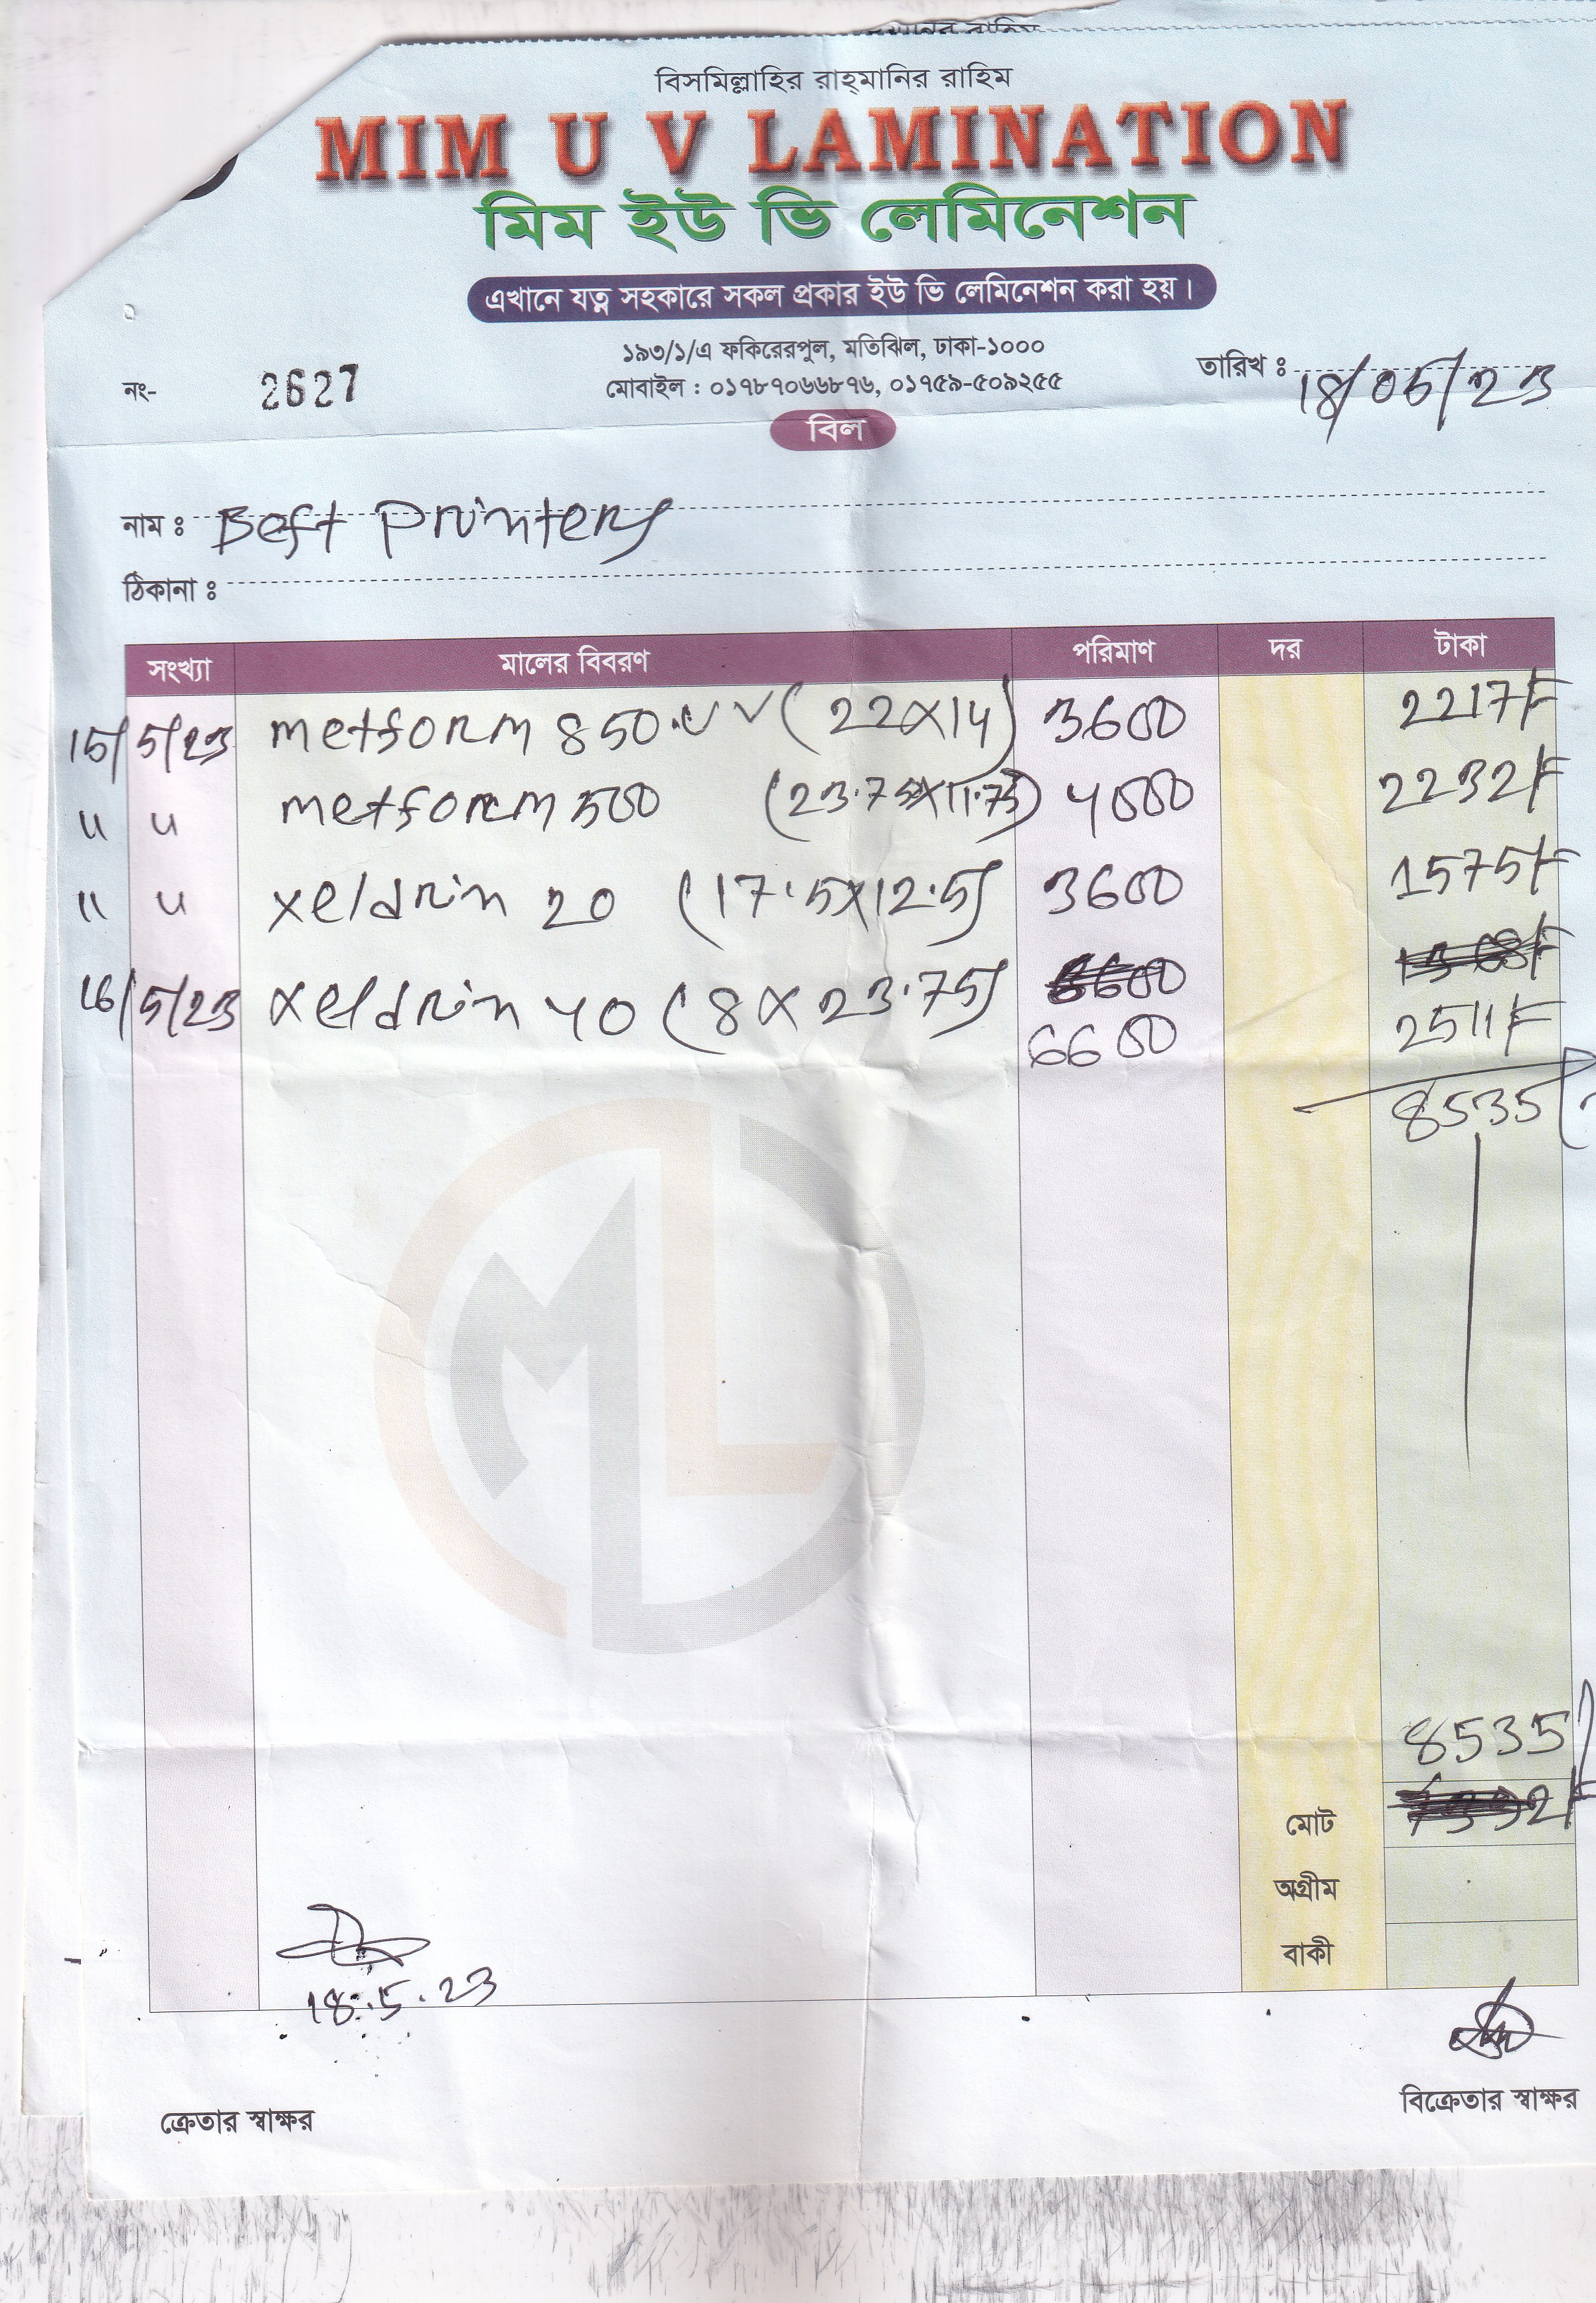 বিসমিল্লাহির রাহ্‌মানির রাহিম
MIM U V LAMINATION
মিম ইউ ভি লেমিনেশন
এখানে যত্ন সহকারে সকল প্রকার ইউ ভি লেমিনেশন করা হয়।
১৯৩/১/এ ফকিরেরপুল, মতিঝিল, ঢাকা-১০০০
মোবাইল : ০১৭৮৭০৬৬৮৭৬, ০১৭৫৯-৫০৯২৫৫
নং- 2627
তারিখ ঃ 18/05/23
বিল
নাম ঃ Best Printers
ঠিকানা ঃ
সংখ্যা মালের বিবরণ পরিমাণ দর টাকা
15/5/23 metform 850 UV (22X14) 3600 2217/=
" " metform 500 (23.75X11.75) 4000 2232/=
" " xeldrin 20 (17.5X12.5) 3600 1575/=
16/5/23 xeldrin 40 (8X23.75) 6600 2511/=
8535/=
8535/
মোট
অগ্রীম
বাকী
18.5.23
ক্রেতার স্বাক্ষর
বিক্রেতার স্বাক্ষর